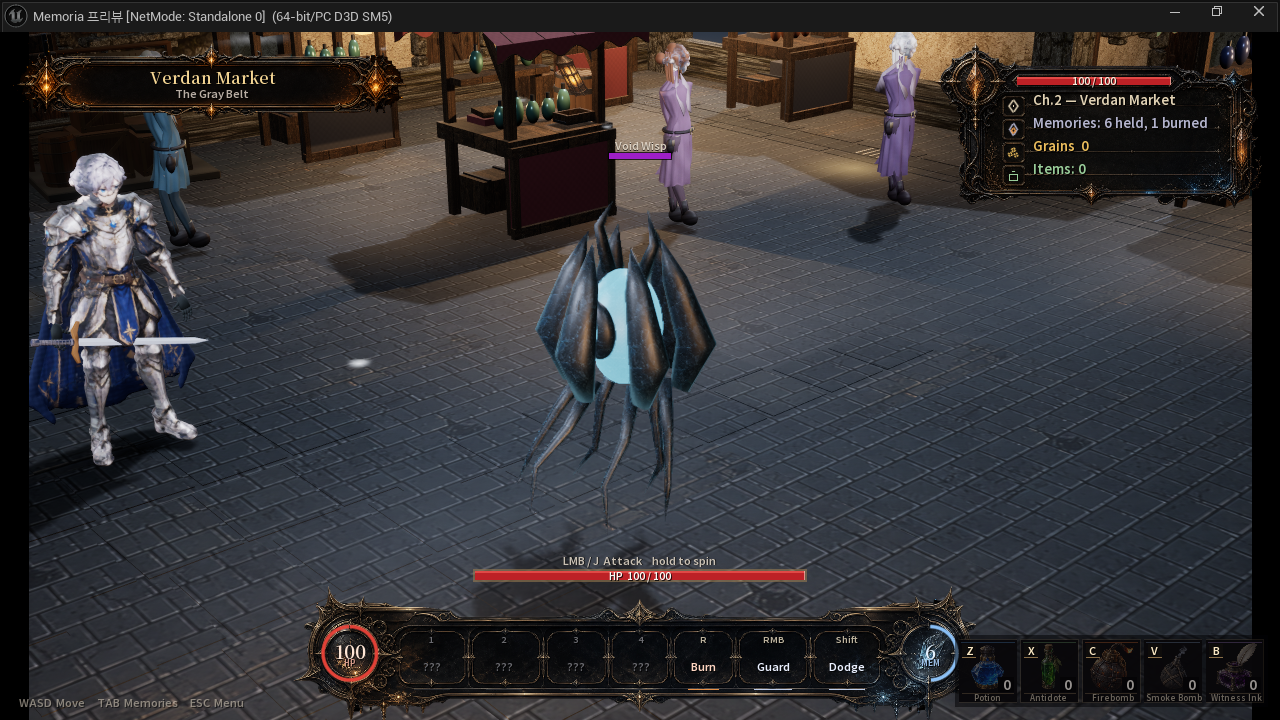 Memoria 프리뷰 [NetMode: Standalone 0] (64-bit/PC D3D SM5)
Verdan Market
The Gray Belt
100 / 100
Ch.2 — Verdan Market
Memories: 6 held, 1 burned
Grains 0
Items: 0
Void Wisp
LMB / J Attack hold to spin
HP 100 / 100
100
HP
1
???
2
???
3
???
4
???
R
Burn
RMB
Guard
Shift
Dodge
6
MEM
Z
0
Potion
X
0
Antidote
C
0
Firebomb
V
0
Smoke Bomb
B
0
Witness Ink
WASD Move TAB Memories ESC Menu